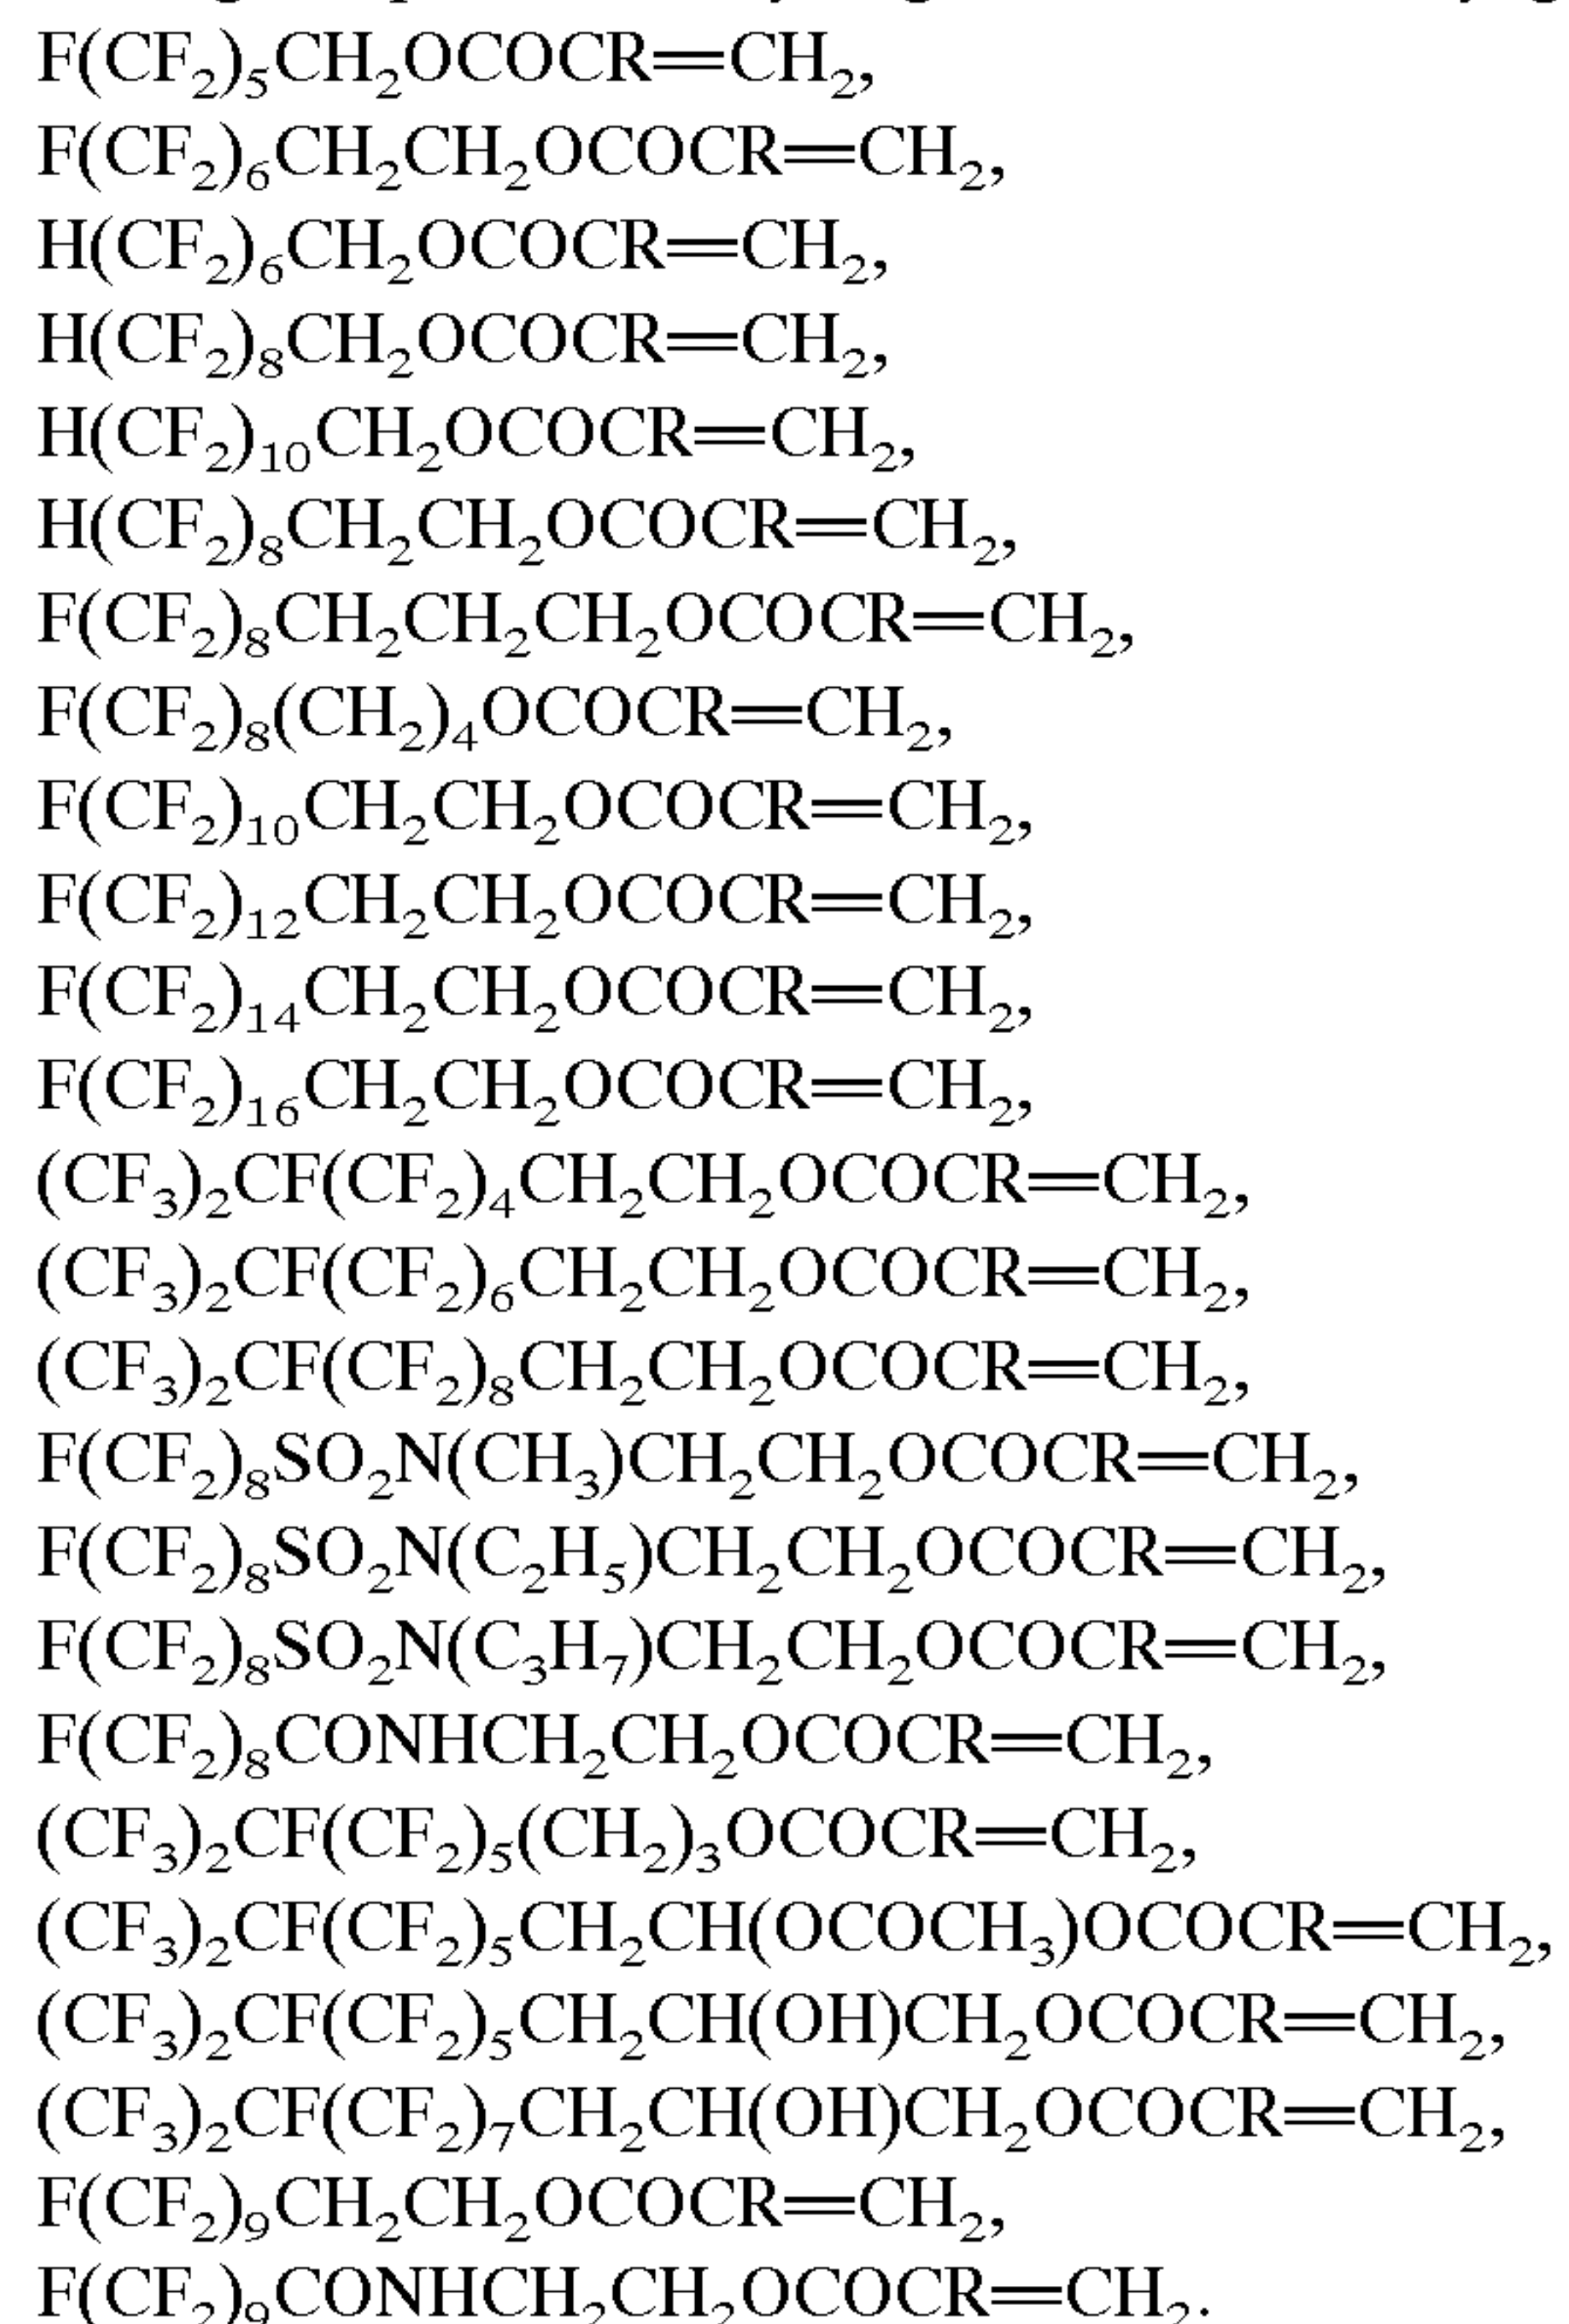 F(CF₂)₅CH₂OCOCR=CH₂,
F(CF₂)₆CH₂CH₂OCOCR=CH₂,
H(CF₂)₆CH₂OCOCR=CH₂,
H(CF₂)₈CH₂OCOCR=CH₂,
H(CF₂)₁₀CH₂OCOCR=CH₂,
H(CF₂)₈CH₂CH₂OCOCR=CH₂,
F(CF₂)₈CH₂CH₂CH₂OCOCR=CH₂,
F(CF₂)₈(CH₂)₄OCOCR=CH₂,
F(CF₂)₁₀CH₂CH₂OCOCR=CH₂,
F(CF₂)₁₂CH₂CH₂OCOCR=CH₂,
F(CF₂)₁₄CH₂CH₂OCOCR=CH₂,
F(CF₂)₁₆CH₂CH₂OCOCR=CH₂,
(CF₃)₂CF(CF₂)₄CH₂CH₂OCOCR=CH₂,
(CF₃)₂CF(CF₂)₆CH₂CH₂OCOCR=CH₂,
(CF₃)₂CF(CF₂)₈CH₂CH₂OCOCR=CH₂,
F(CF₂)₈SO₂N(CH₃)CH₂CH₂OCOCR=CH₂,
F(CF₂)₈SO₂N(C₂H₅)CH₂CH₂OCOCR=CH₂,
F(CF₂)₈SO₂N(C₃H₇)CH₂CH₂OCOCR=CH₂,
F(CF₂)₈CONHCH₂CH₂OCOCR=CH₂,
(CF₃)₂CF(CF₂)₅(CH₂)₃OCOCR=CH₂,
(CF₃)₂CF(CF₂)₅CH₂CH(OCOCH₃)OCOCR=CH₂,
(CF₃)₂CF(CF₂)₅CH₂CH(OH)CH₂OCOCR=CH₂,
(CF₃)₂CF(CF₂)₇CH₂CH(OH)CH₂OCOCR=CH₂,
F(CF₂)₉CH₂CH₂OCOCR=CH₂,
F(CF₂)₉CONHCH₂CH₂OCOCR=CH₂.